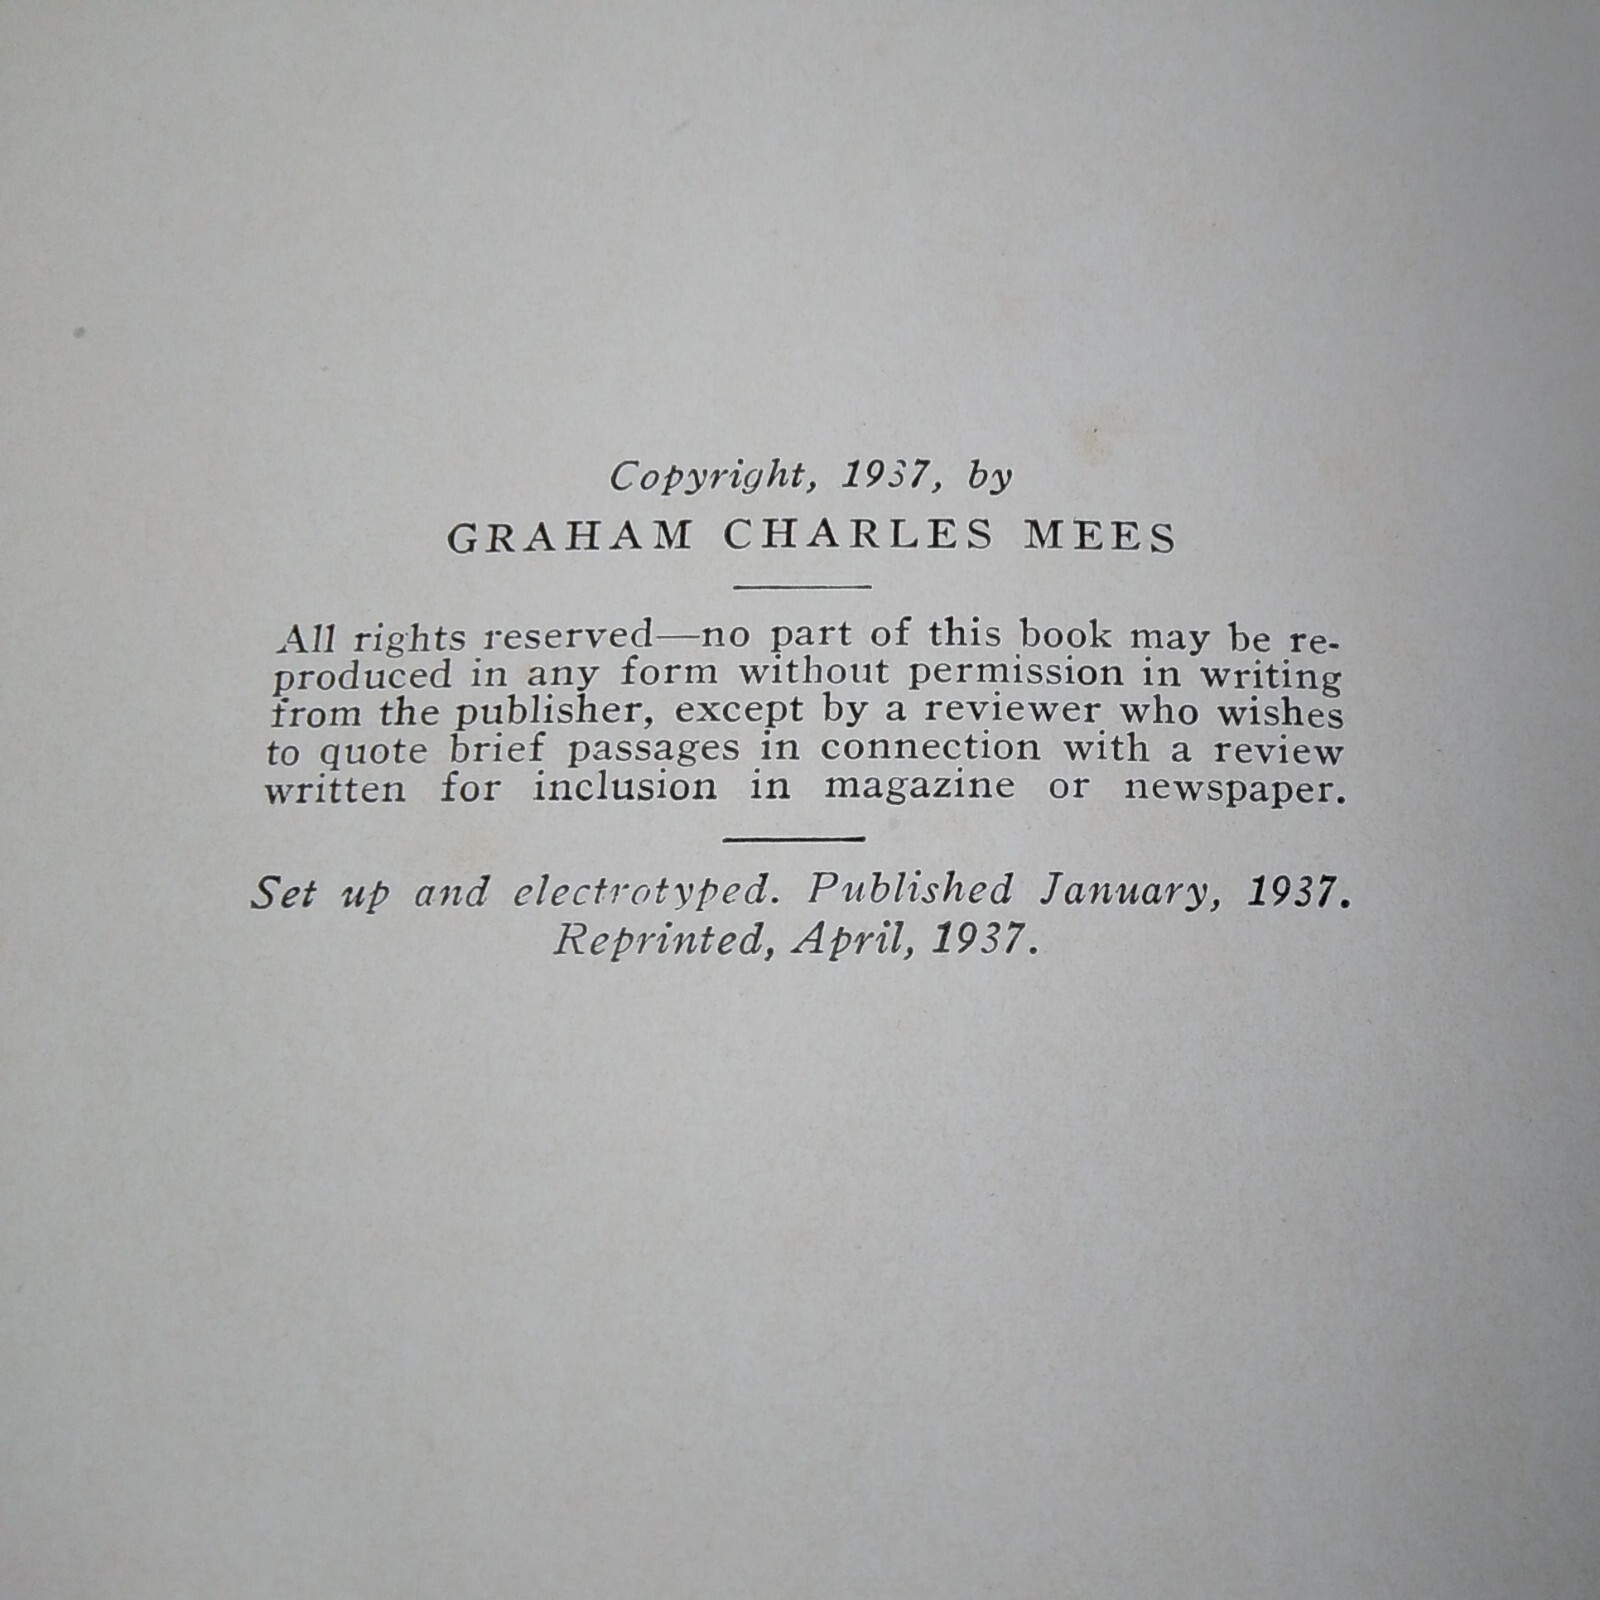 Copyright, 1937, by
GRAHAM CHARLES MEES
All rights reserved—no part of this book may be re-
produced in any form without permission in writing
from the publisher, except by a reviewer who wishes
to quote brief passages in connection with a review
written for inclusion in magazine or newspaper.
Set up and electrotyped. Published January, 1937.
Reprinted, April, 1937.